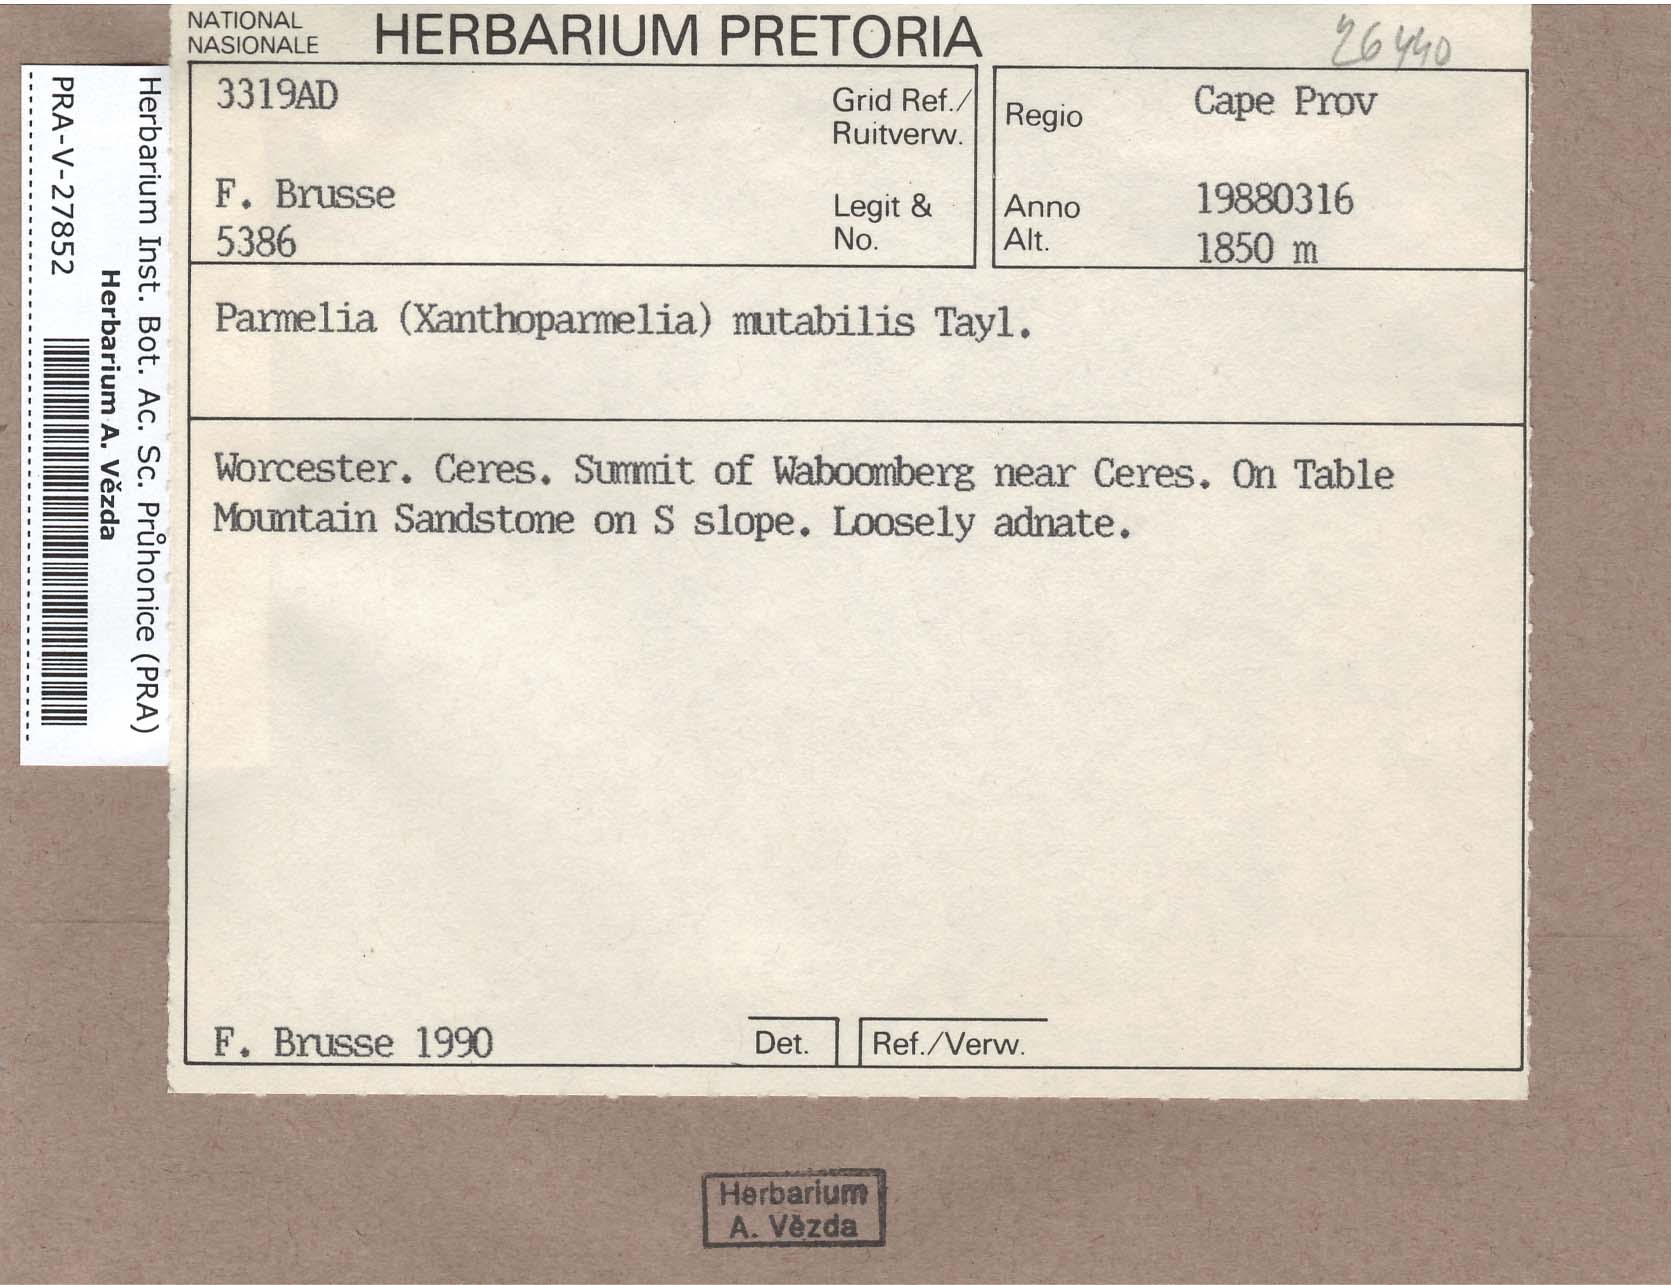 NATIONAL
NASIONALE
HERBARIUM PRETORIA
26440
3319AD
Grid Ref./
Ruitverw.
Regio
Cape Prov
F. Brusse
5386
Legit &
No.
Anno
19880316
Alt.
1850 m
Parmelia (Xanthoparmelia) mutabilis Tayl.
Worcester. Ceres. Summit of Waboomberg near Ceres. On Table
Mountain Sandstone on S slope. Loosely adnate.
F. Brusse 1990
Det.
Ref./Verw.
Herbarium Inst. Bot. Ac. Sc. Průhonice (PRA)
Herbarium A. Vězda
PRA-V-27852
Herbarium
A. Vězda